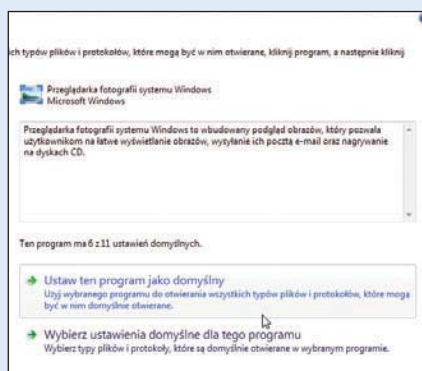 ich typów plików i protokołów, które mogą być w nim otwierane, kliknij program, a następnie kliknij
Przeglądarka fotografii systemu Windows
Microsoft Windows
Przeglądarka fotografii systemu Windows to wbudowany podgląd obrazów, który pozwala
użytkownikom na łatwe wyświetlanie obrazów, wysyłanie ich pocztą e-mail oraz nagrywanie
na dyskach CD.
Ten program ma 6 z 11 ustawień domyślnych.
Ustaw ten program jako domyślny
Użyj wybranego programu do otwierania wszystkich typów plików i protokołów, które mogą
być w nim domyślnie otwierane.
Wybierz ustawienia domyślne dla tego programu
Wybierz typy plików i protokoły, które są domyślnie otwierane w wybranym programie.